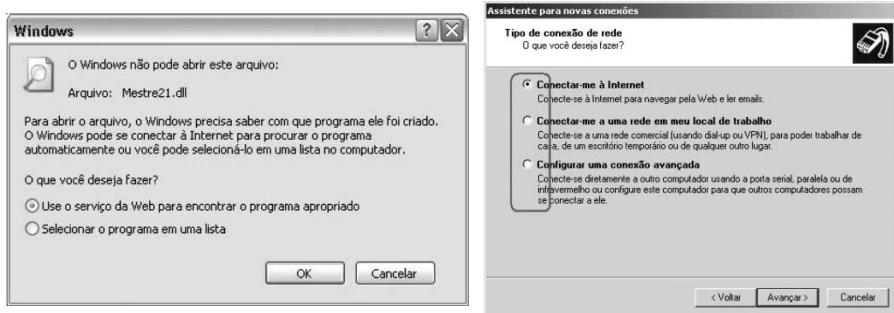 Windows
O Windows não pode abrir este arquivo:
Arquivo: Mestre21.dll
Para abrir o arquivo, o Windows precisa saber com que programa ele foi criado.
O Windows pode se conectar à Internet para procurar o programa
automaticamente ou você pode selecioná-lo em uma lista no computador.
O que você deseja fazer?
Use o serviço da Web para encontrar o programa apropriado
Selecionar o programa em uma lista
OK
Cancelar
Assistente para novas conexões
Tipo de conexão de rede
O que você deseja fazer?
Conectar-me à Internet
Conecte-se à Internet para navegar pela Web e ler emails.
Conectar-me a uma rede em meu local de trabalho
Conecte-se a uma rede comercial (usando dial-up ou VPN), para poder trabalhar de
casa, de um escritório temporário ou de qualquer outro lugar.
Configurar uma conexão avançada
Conecte-se diretamente a outro computador usando a porta serial, paralela ou de
infravermelho ou configure este computador para que outros computadores possam
se conectar a ele.
< Voltar
Avançar >
Cancelar